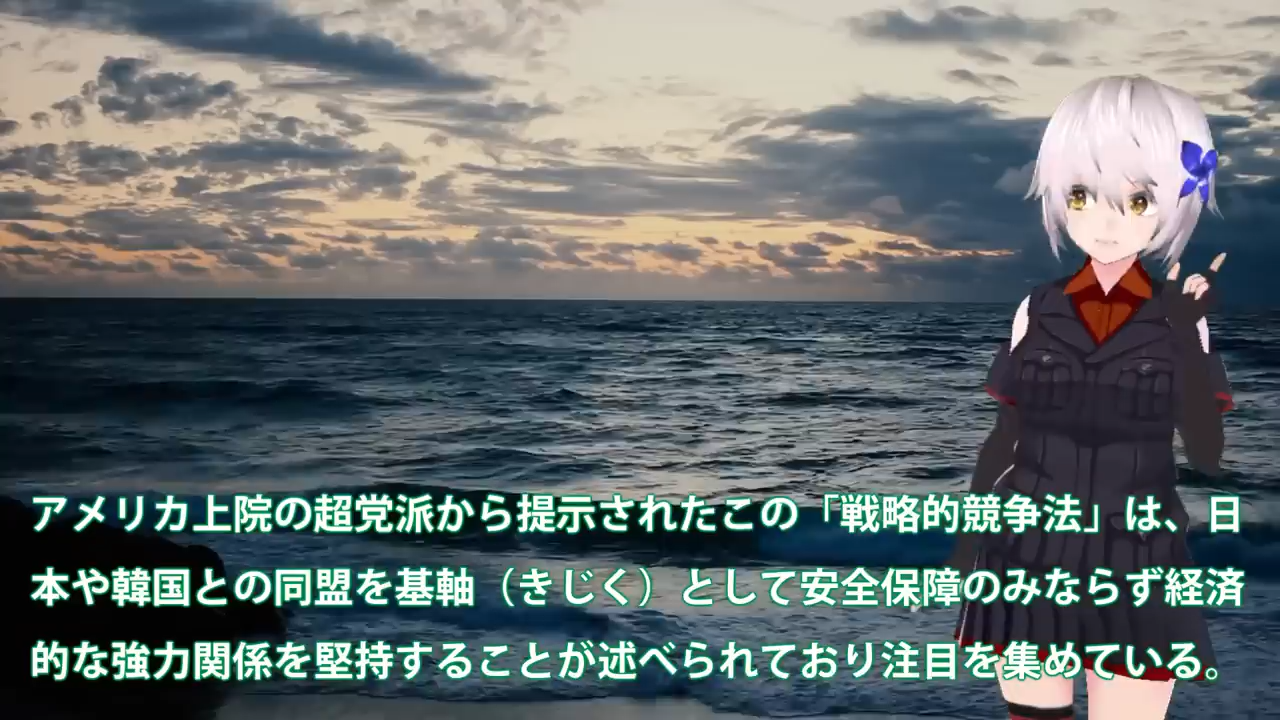 アメリカ上院の超党派から提示されたこの「戦略的競争法」は、日
本や韓国との同盟を基軸（きじく）として安全保障のみならず経済
的な強力関係を堅持することが述べられており注目を集めている。